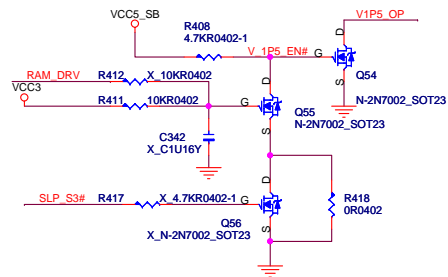 VCC5_SB
R408
4.7KR0402-1
V_1P5_EN#
V1P5_OP
G
D
S
Q54
N-2N7002_SOT23
RAM_DRV
R412
X_10KR0402
VCC3
R411
10KR0402
G
D
S
Q55
N-2N7002_SOT23
C342
X_C1U16Y
SLP_S3#
R417
X_4.7KR0402-1
G
D
S
Q56
X_N-2N7002_SOT23
R418
0R0402